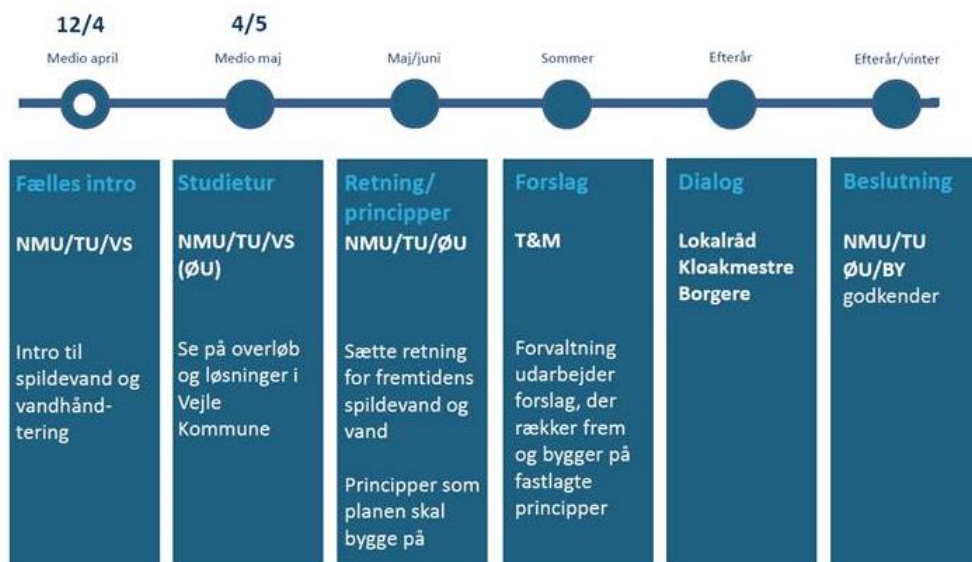 12/4
4/5
Medio april
Medio maj
Maj/juni
Sommer
Efterår
Efterår/vinter
Fælles intro
NMU/TU/VS
Intro til
spildevand og
vandhånd-
tering
Studietur
NMU/TU/VS
(ØU)
Se på overløb
og løsninger i
Vejle
Kommune
Retning/
principper
NMU/TU/ØU
Sætte retning
for fremtidens
spildevand og
vand
Principper som
planen skal
bygge på
Forslag
T&M
Forvaltning
udarbejder
forslag, der
rækker frem
og bygger på
fastlagte
principper
Dialog
Lokalråd
Kloakmestre
Borgere
Beslutning
NMU/TU
ØU/BY
godkender